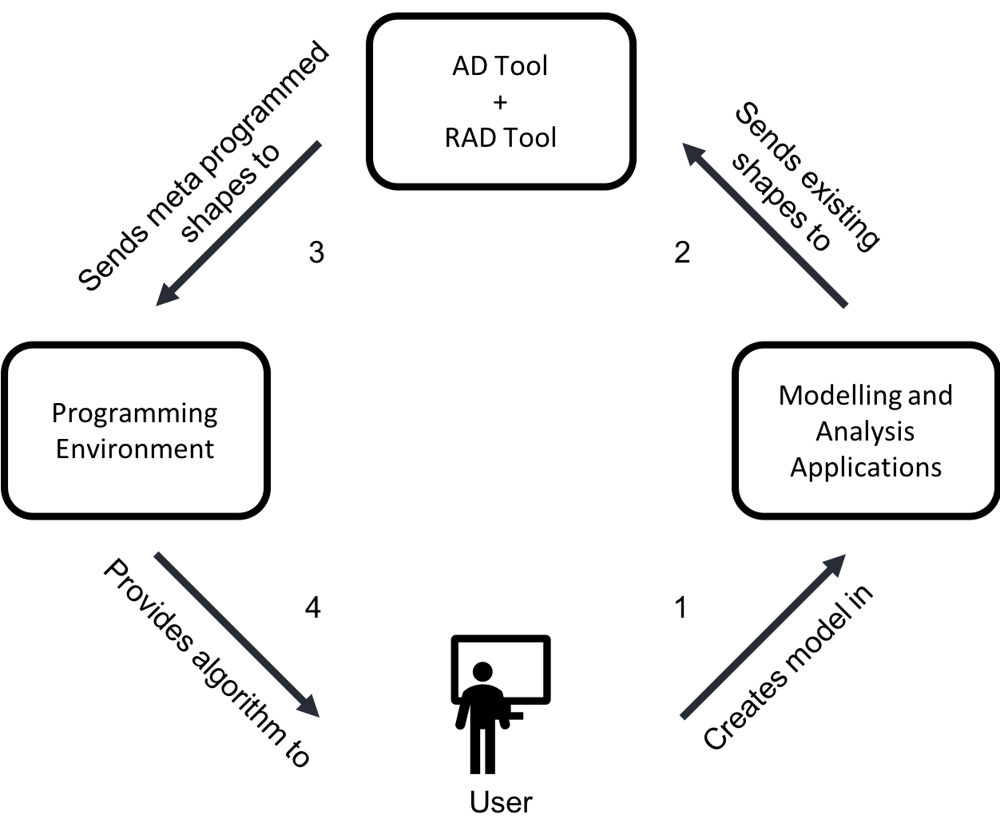 AD Tool
+
RAD Tool
Sends meta programmed
shapes to
3
Sends existing
shapes to
2
Programming
Environment
Modelling and
Analysis
Applications
Provides algorithm to
4
1
Creates model in
User